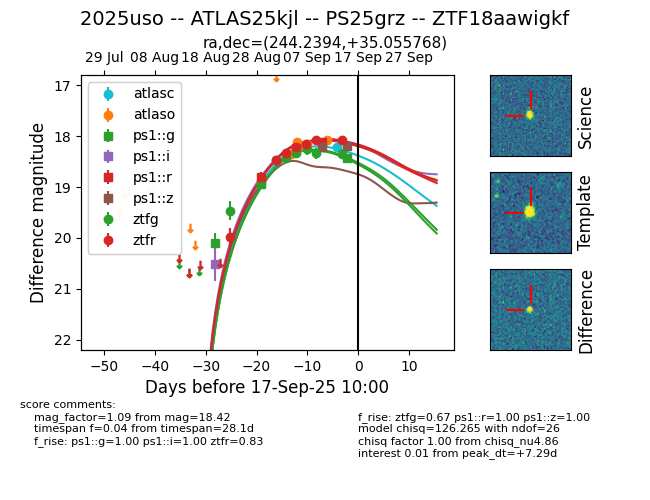 2025uso -- ATLAS25kjl -- PS25grz -- ZTF18aawigkf
ra,dec=(244.2394,+35.055768)
29 Jul 08 Aug 18 Aug 28 Aug 07 Sep 17 Sep 27 Sep
17
18
19
20
21
22
Difference magnitude
atlasc
atlaso
ps1::g
ps1::i
ps1::r
ps1::z
ztfg
ztfr
−50 −40 −30 −20 −10 0 10
Days before 17-Sep-25 10:00
Science
Template
Difference
score comments:
mag_factor=1.09 from mag=18.42
timespan f=0.04 from timespan=28.1d
f_rise: ps1::g=1.00 ps1::i=1.00 ztfr=0.83
f_rise: ztfg=0.67 ps1::r=1.00 ps1::z=1.00
model chisq=126.265 with ndof=26
chisq factor 1.00 from chisq_nu4.86
interest 0.01 from peak_dt=+7.29d